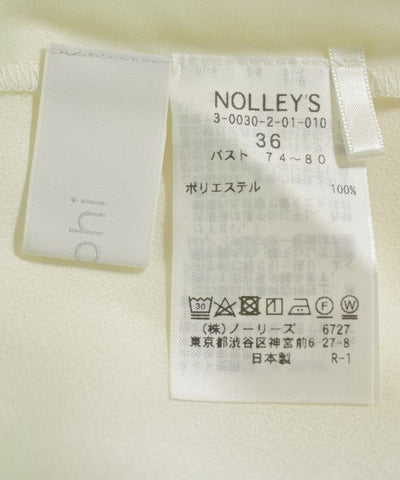 NOLLEY'S
3-0030-2-01-010
36
バスト 74～80
ポリエステル 100%
30 F W
(株)ノーリーズ 6727
東京都渋谷区神宮前6 27-8
日本製 R-1